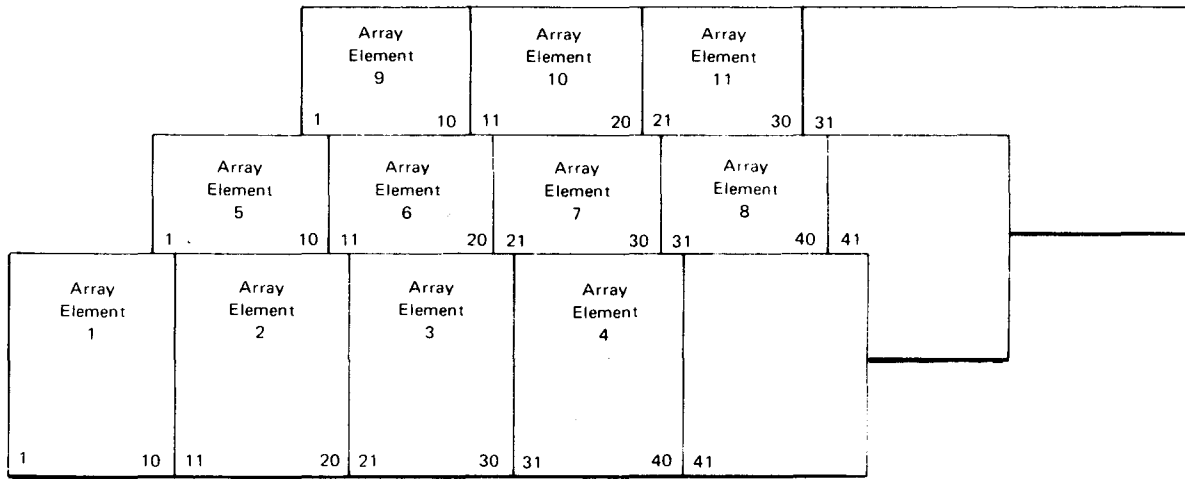 Array Element 9
Array Element 10
Array Element 11
1 10 11 20 21 30 31
Array Element 5
Array Element 6
Array Element 7
Array Element 8
1 10 11 20 21 30 31 40 41
Array Element 1
Array Element 2
Array Element 3
Array Element 4
1 10 11 20 21 30 31 40 41